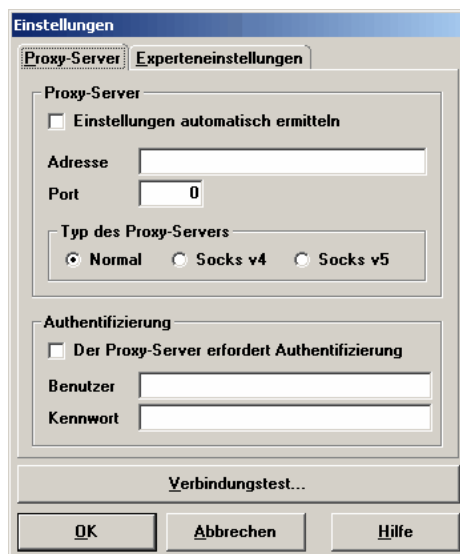 Einstellungen
Proxy-Server Experteneinstellungen
Proxy-Server
Einstellungen automatisch ermitteln
Adresse
Port 0
Typ des Proxy-Servers
Normal Socks v4 Socks v5
Authentifizierung
Der Proxy-Server erfordert Authentifizierung
Benutzer
Kennwort
Verbindungstest...
OK Abbrechen Hilfe